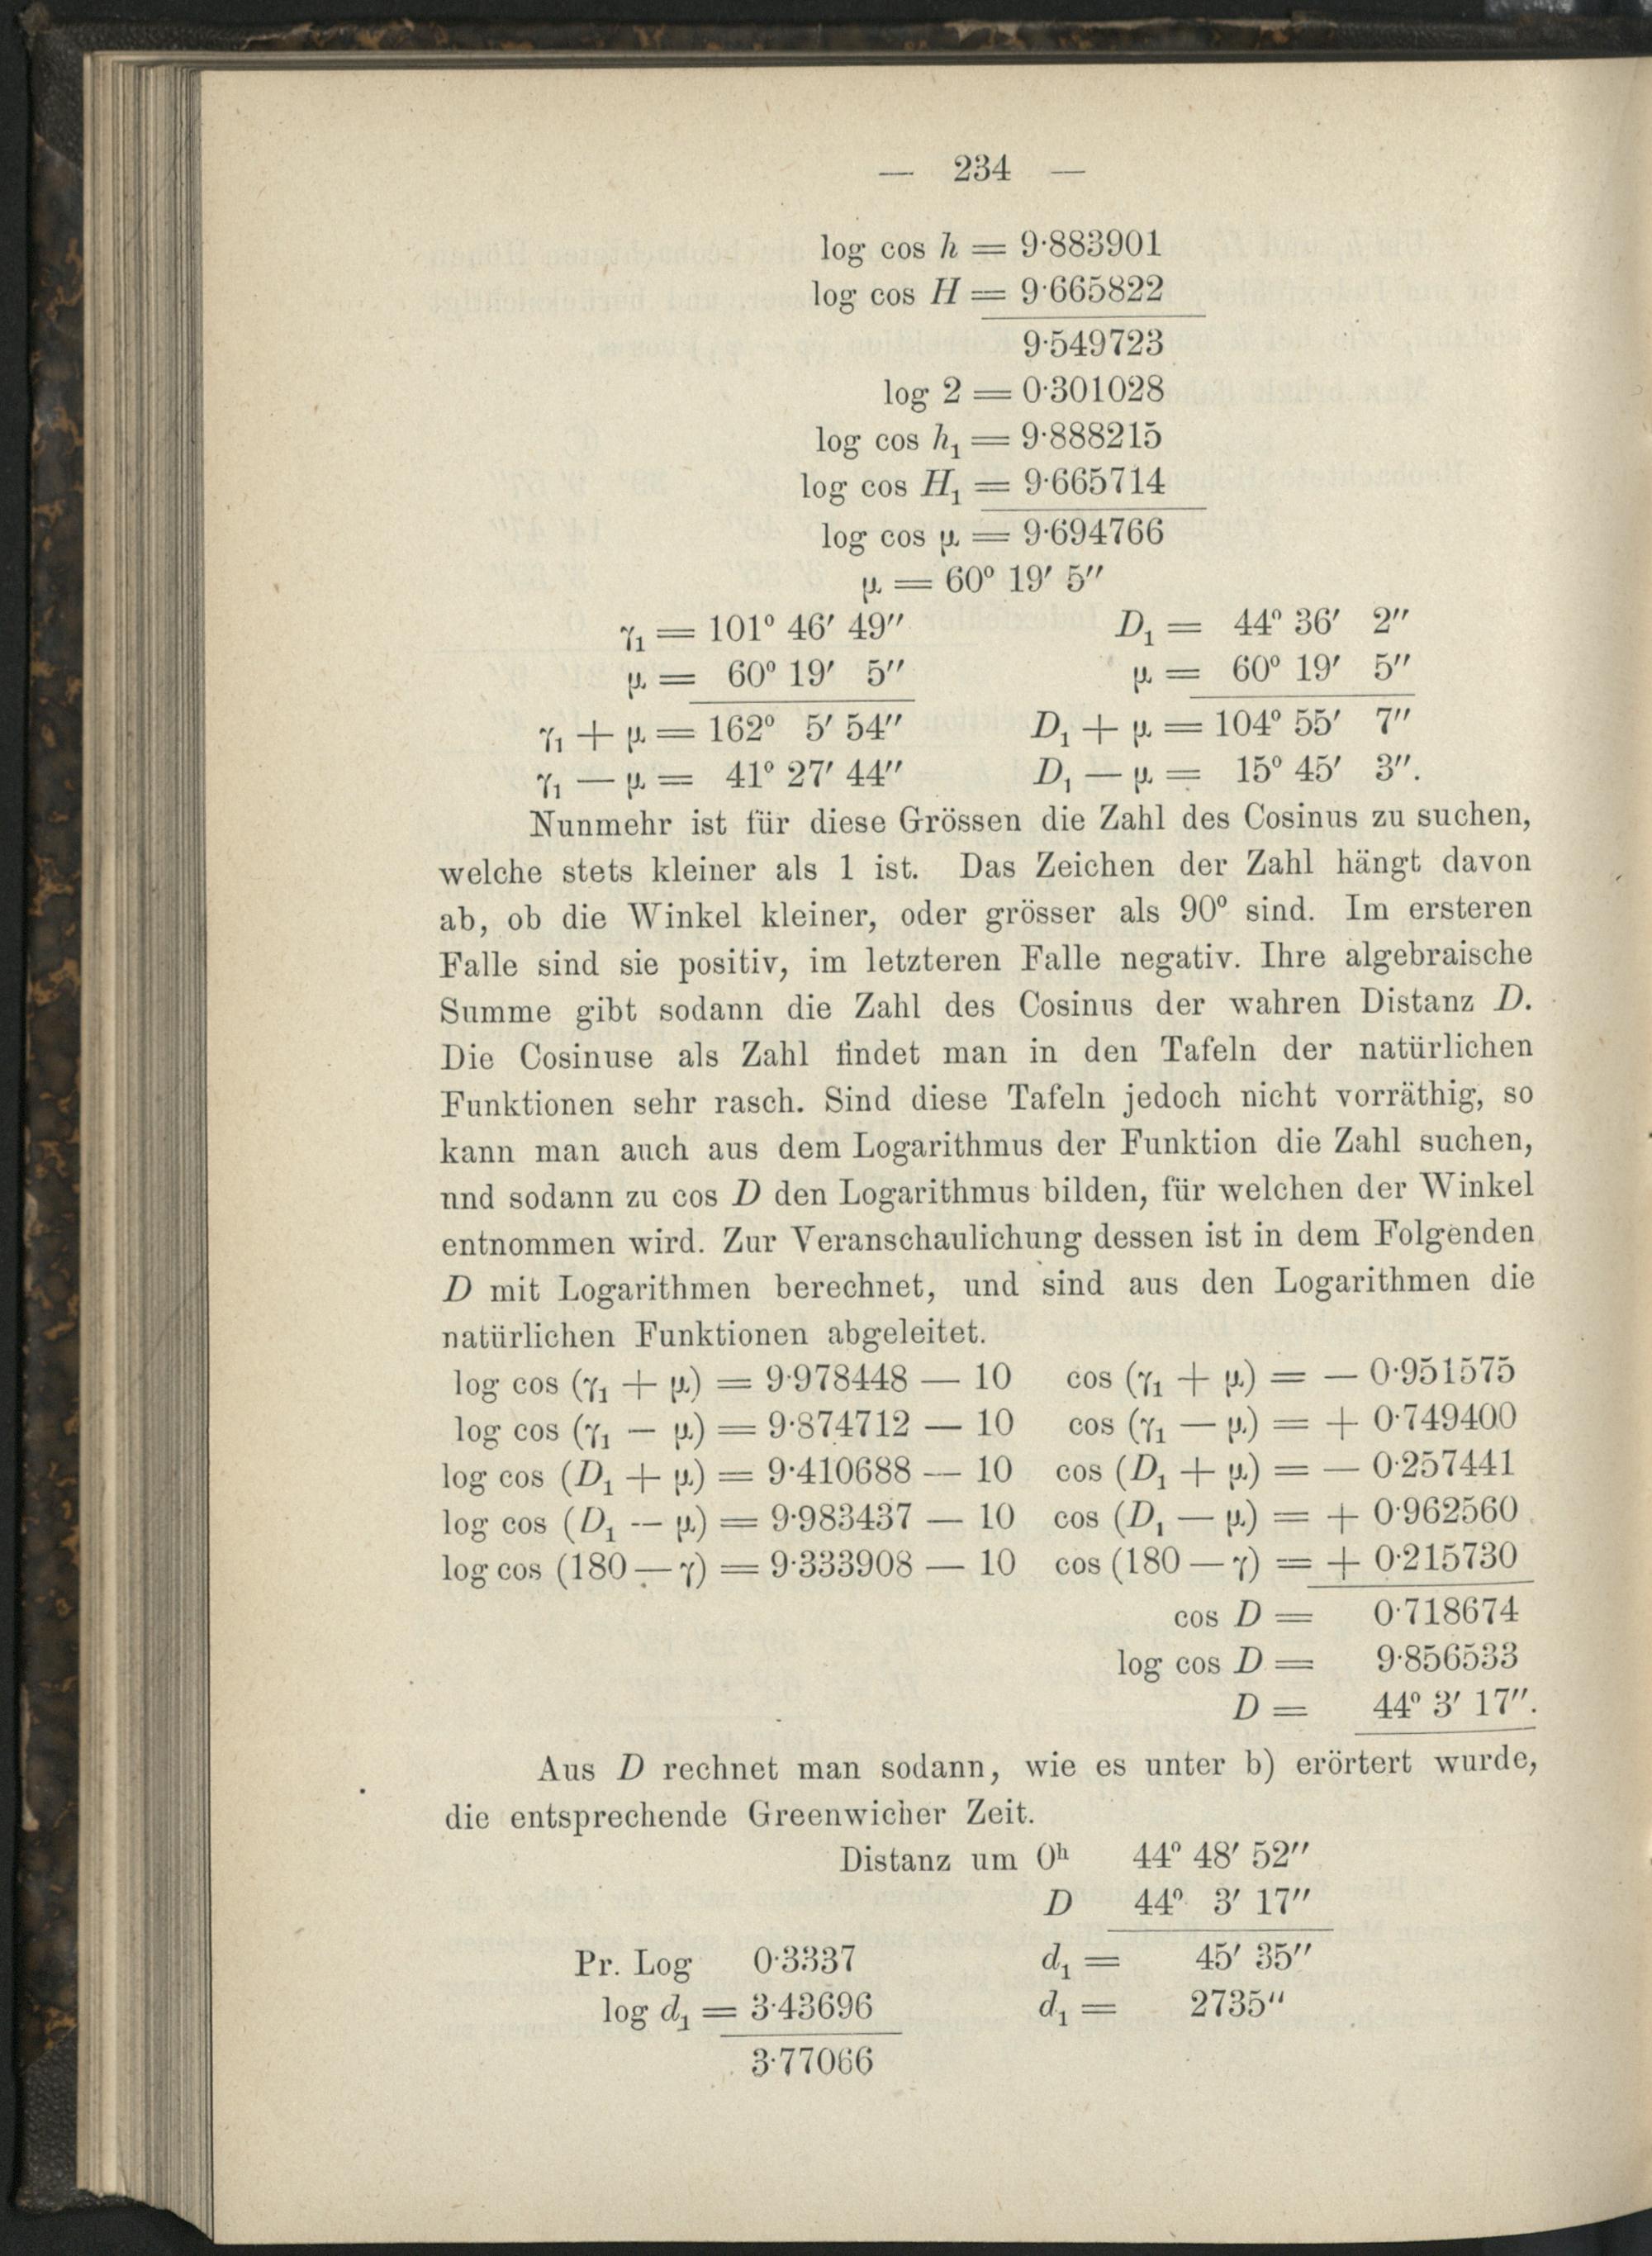 — 234 —
log cos h = 9·883901
log cos H = 9·665822
9·549723
log 2 = 0·301028
log cos h₁ = 9·888215
log cos H₁ = 9·665714
log cos μ = 9·694766
μ = 60° 19′ 5″
γ₁ = 101° 46′ 49″ D₁ = 44° 36′ 2″
μ = 60° 19′ 5″ μ = 60° 19′ 5″
γ₁ + μ = 162° 5′ 54″ D₁ + μ = 104° 55′ 7″
γ₁ — μ = 41° 27′ 44″ D₁ — μ = 15° 45′ 3″.
Nunmehr ist für diese Grössen die Zahl des Cosinus zu suchen,
welche stets kleiner als 1 ist. Das Zeichen der Zahl hängt davon
ab, ob die Winkel kleiner, oder grösser als 90° sind. Im ersteren
Falle sind sie positiv, im letzteren Falle negativ. Ihre algebraische
Summe gibt sodann die Zahl des Cosinus der wahren Distanz D.
Die Cosinuse als Zahl findet man in den Tafeln der natürlichen
Funktionen sehr rasch. Sind diese Tafeln jedoch nicht vorräthig, so
kann man auch aus dem Logarithmus der Funktion die Zahl suchen,
nnd sodann zu cos D den Logarithmus bilden, für welchen der Winkel
entnommen wird. Zur Veranschaulichung dessen ist in dem Folgenden
D mit Logarithmen berechnet, und sind aus den Logarithmen die
natürlichen Funktionen abgeleitet.
log cos (γ₁ + μ) = 9·978448 — 10 cos (γ₁ + μ) = — 0·951575
log cos (γ₁ — μ) = 9·874712 — 10 cos (γ₁ — μ) = + 0·749400
log cos (D₁ + μ) = 9·410688 — 10 cos (D₁ + μ) = — 0·257441
log cos (D₁ — μ) = 9·983437 — 10 cos (D₁ — μ) = + 0·962560
log cos (180 — γ) = 9·333908 — 10 cos (180 — γ) = + 0·215730
cos D = 0·718674
log cos D = 9·856533
D = 44° 3′ 17″.
Aus D rechnet man sodann, wie es unter b) erörtert wurde,
die entsprechende Greenwicher Zeit.
Distanz um 0ʰ 44° 48′ 52″
D 44° 3′ 17″
Pr. Log 0·3337 d₁ = 45′ 35″
log d₁ = 3·43696 d₁ = 2735″
3·77066